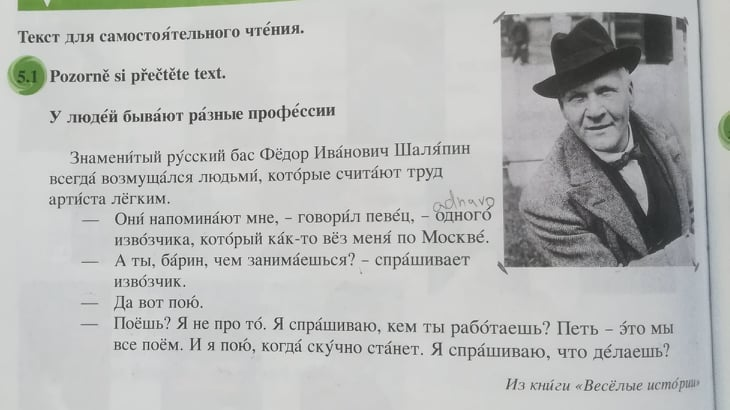 Текст для самостоя́тельного чте́ния.
5.1 Pozorně si přečtěte text.
У люде́й быва́ют ра́зные профе́ссии
Знамени́тый ру́сский бас Фёдор Ива́нович Шаля́пин
всегда́ возмуща́лся людьми́, кото́рые счита́ют труд
арти́ста лёгким.
adnavo
— Они́ напомина́ют мне, – говори́л певе́ц, – одного́
изво́зчика, кото́рый ка́к-то вёз меня́ по Москве́.
— А ты, ба́рин, чем занима́ешься? – спра́шивает
изво́зчик.
— Да вот пою́.
— Поёшь? Я не про то́. Я спра́шиваю, кем ты рабо́таешь? Петь – э́то мы
все поём. И я пою́, когда́ ску́чно ста́нет. Я спра́шиваю, что де́лаешь?
Из кни́ги «Весёлые исто́рии»